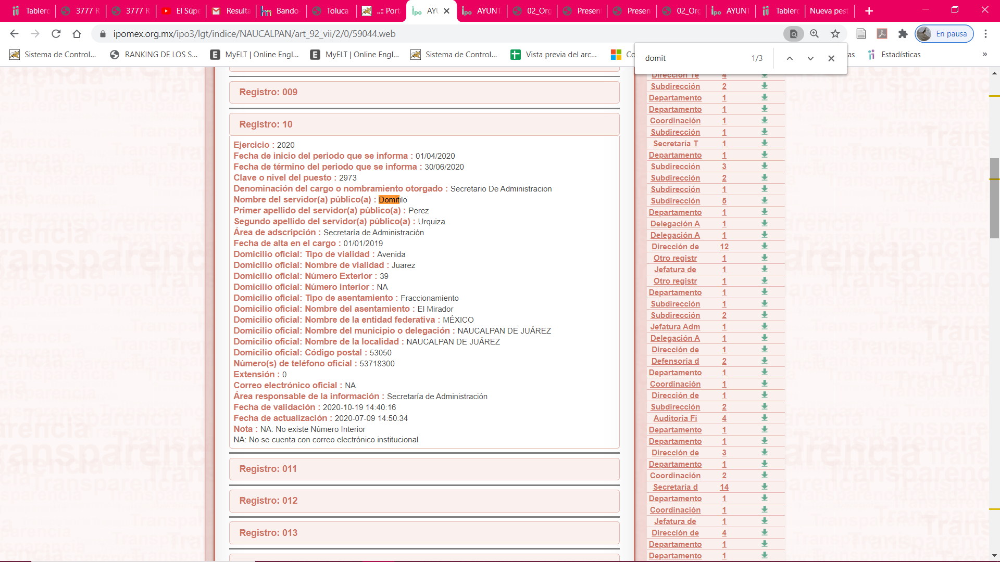 Tablero
3777 R
3777 R
El Súpe
Resulta
Bando
Toluca
..:: Port
AYU
AYUNT
02_Org
Present
Presen
02_Org
AYUNT
Tablero
Nueva pest
ipomex.org.mx/ipo3/lgt/indice/NAUCALPAN/art_92_vii/2/0/59044.web
En pausa
Sistema de Control...
RANKING DE LOS S...
MyELT | Online Engl...
MyELT | Online Engl...
Sistema de Control...
Vista previa del arc...
Co
as
Estadísticas
»
domit
1/3
Registro: 009
Registro: 10
Ejercicio : 2020
Fecha de inicio del periodo que se informa : 01/04/2020
Fecha de término del periodo que se informa : 30/06/2020
Clave o nivel del puesto : 2973
Denominación del cargo o nombramiento otorgado : Secretario De Administracion
Nombre del servidor(a) público(a) : Domitilo
Primer apellido del servidor(a) público(a) : Perez
Segundo apellido del servidor(a) público(a) : Urquiza
Área de adscripción : Secretaría de Administración
Fecha de alta en el cargo : 01/01/2019
Domicilio oficial: Tipo de vialidad : Avenida
Domicilio oficial: Nombre de vialidad : Juarez
Domicilio oficial: Número Exterior : 39
Domicilio oficial: Número interior : NA
Domicilio oficial: Tipo de asentamiento : Fraccionamiento
Domicilio oficial: Nombre del asentamiento : El Mirador
Domicilio oficial: Nombre de la entidad federativa : MÉXICO
Domicilio oficial: Nombre del municipio o delegación : NAUCALPAN DE JUÁREZ
Domicilio oficial: Nombre de la localidad : NAUCALPAN DE JUÁREZ
Domicilio oficial: Código postal : 53050
Número(s) de teléfono oficial : 53718300
Extensión : 0
Correo electrónico oficial : NA
Área responsable de la información : Secretaría de Administración
Fecha de validación : 2020-10-19 14:40:16
Fecha de actualización : 2020-07-09 14:50:34
Nota : NA: No existe Número Interior
NA: No se cuenta con correo electrónico institucional
Registro: 011
Registro: 012
Registro: 013
Dirección Te 4
Subdirección 2
Departamento 1
Departamento 1
Coordinación 1
Subdirección 1
Secretaría T 1
Departamento 1
Subdirección 3
Subdirección 2
Subdirección 1
Subdirección 5
Departamento 1
Delegación A 1
Delegación A 1
Dirección de 12
Otro registr 1
Jefatura de 1
Otro registr 1
Departamento 1
Subdirección 1
Subdirección 2
Jefatura Adm 1
Delegación A 1
Dirección de 1
Defensoría d 2
Departamento 1
Coordinación 1
Dirección de 1
Subdirección 2
Auditoria Fi 4
Departamento 1
Departamento 1
Dirección de 3
Departamento 1
Coordinación 2
Secretaría d 14
Departamento 1
Coordinación 1
Jefatura de 1
Dirección de 4
Departamento 1
Departamento 1